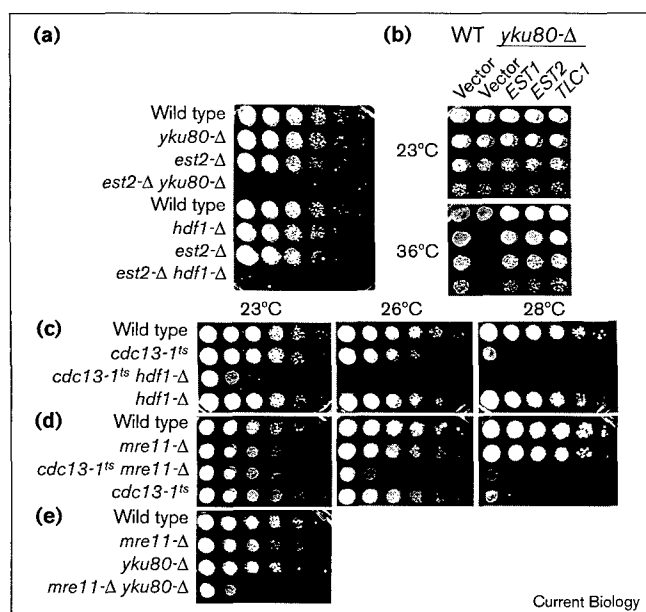 (a)
Wild type
yku80-Δ
est2-Δ
est2-Δ yku80-Δ
Wild type
hdf1-Δ
est2-Δ
est2-Δ hdf1-Δ
(b)
WT yku80-Δ
Vector Vector EST1 EST2 TLC1
23°C
36°C
23°C 26°C 28°C
(c)
Wild type
cdc13-1ts
cdc13-1ts hdf1-Δ
hdf1-Δ
(d)
Wild type
mre11-Δ
cdc13-1ts mre11-Δ
cdc13-1ts
(e)
Wild type
mre11-Δ
yku80-Δ
mre11-Δ yku80-Δ
Current Biology